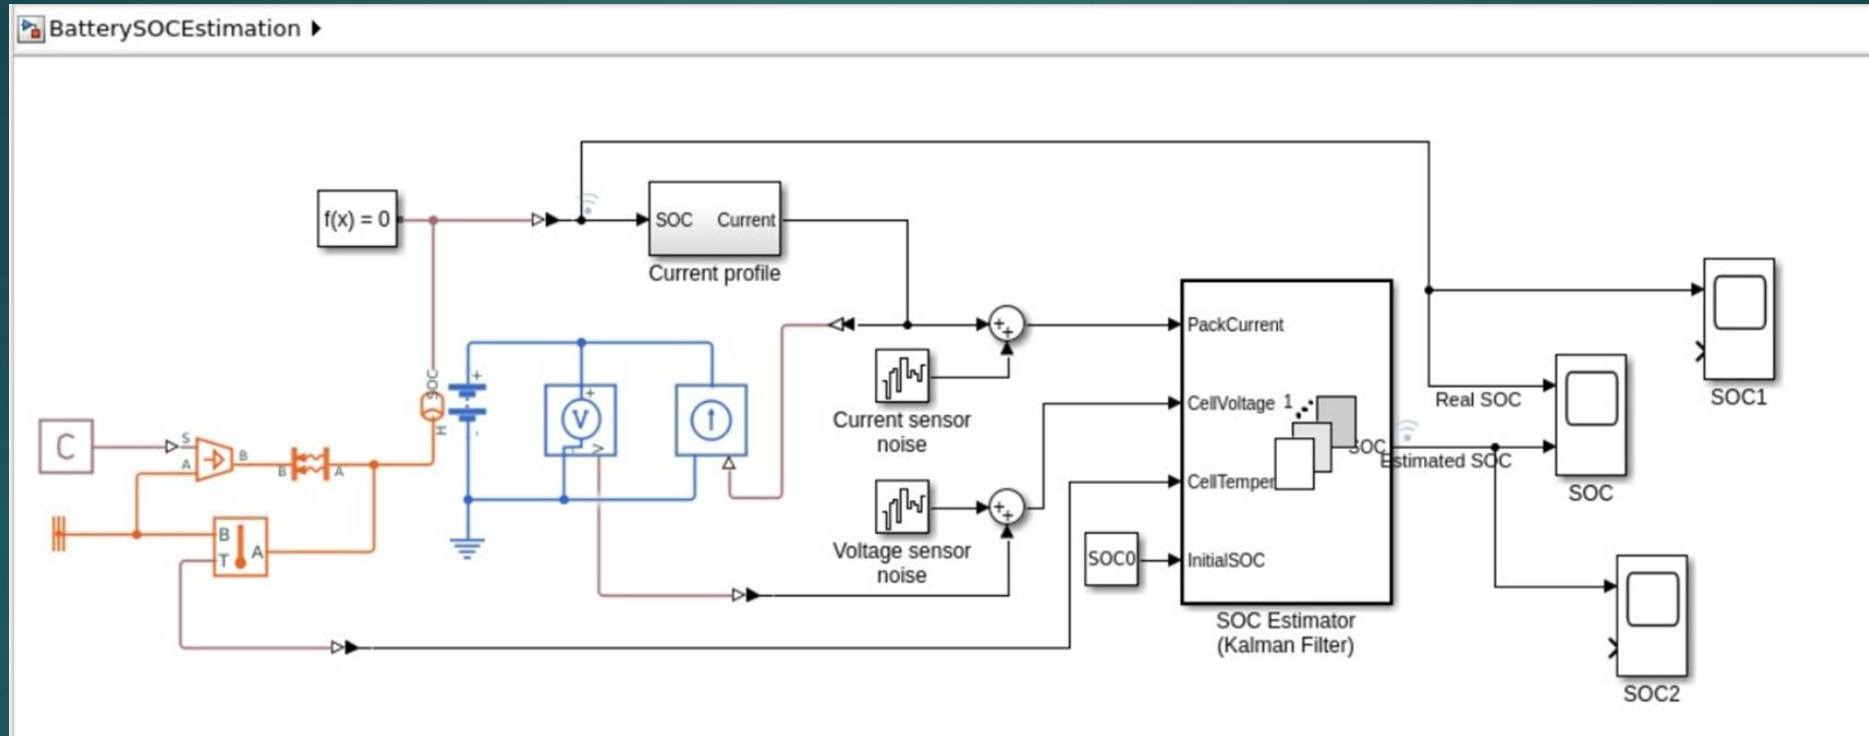 BatterySOCEstimation
f(x) = 0
SOC
Current
Current profile
PackCurrent
Current sensor
noise
CellVoltage
1
SOC
Real SOC
SOC1
Estimated SOC
SOC
CellTemper
Voltage sensor
noise
SOC0
InitialSOC
SOC Estimator
(Kalman Filter)
SOC2
SOC
H
+
-
+
V
V
-
C
S
A
B
B
A
B
T
A
+
+
+
+